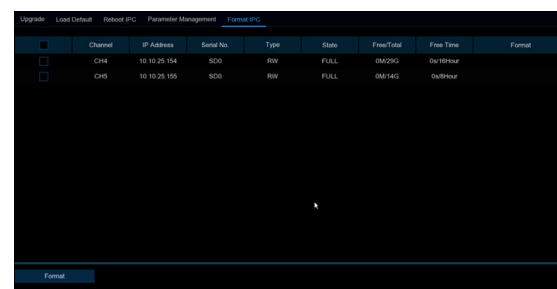 Upgrade Load Default Reboot IPC Parameter Management Format IPC
Channel IP Address Serial No. Type State Free/Total Free Time Format
CH4 10.10.25.154 SD0 RW FULL 0M/29G 0s/16Hour
CH5 10.10.25.155 SD0 RW FULL 0M/14G 0s/8Hour
Format